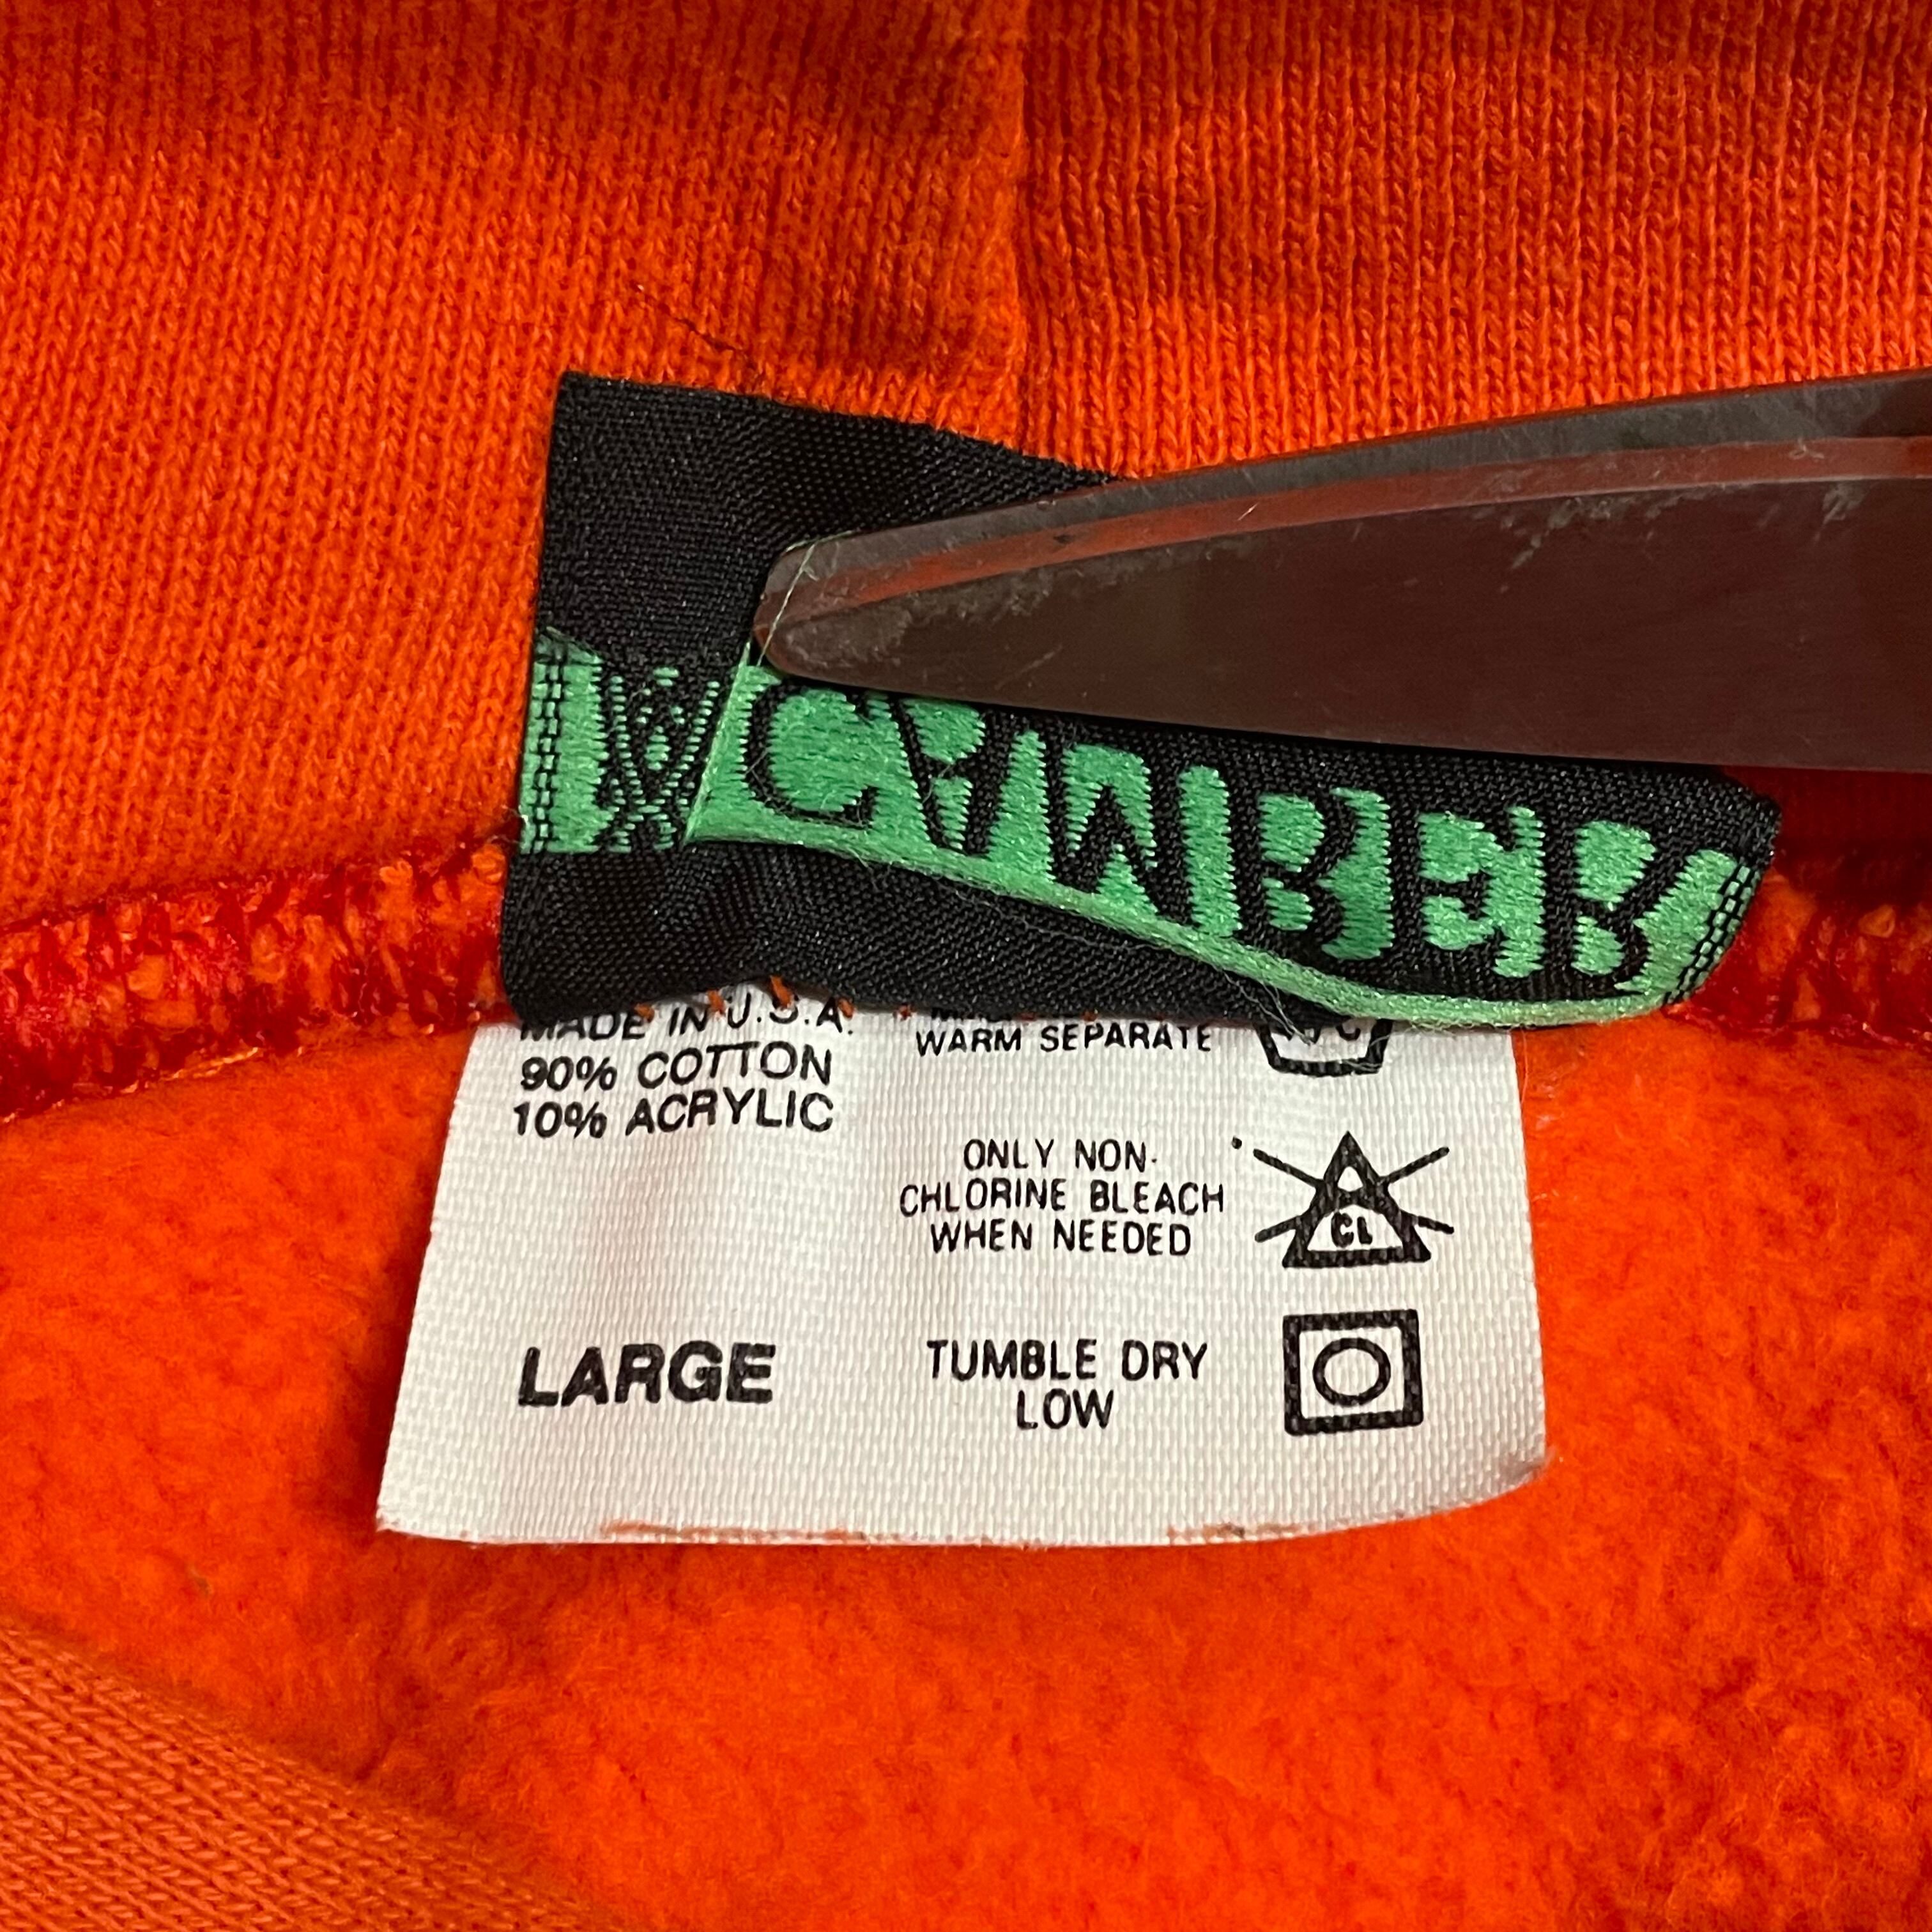 CAMBER
MADE IN U.S.A.
90% COTTON
10% ACRYLIC
LARGE
WARM SEPARATE
ONLY NON-
CHLORINE BLEACH
WHEN NEEDED
CL
TUMBLE DRY
LOW